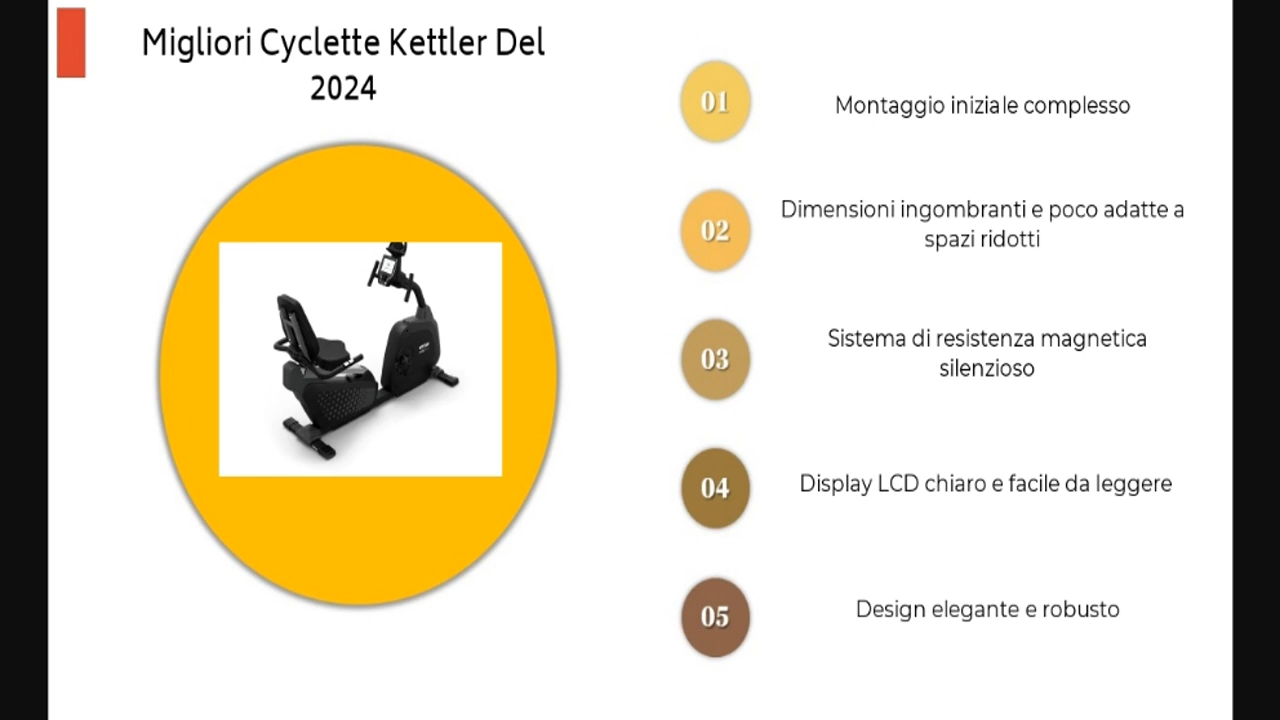 Migliori Cyclette Kettler Del
2024
01
Montaggio iniziale complesso
02
Dimensioni ingombranti e poco adatte a
spazi ridotti
03
Sistema di resistenza magnetica
silenzioso
04
Display LCD chiaro e facile da leggere
05
Design elegante e robusto